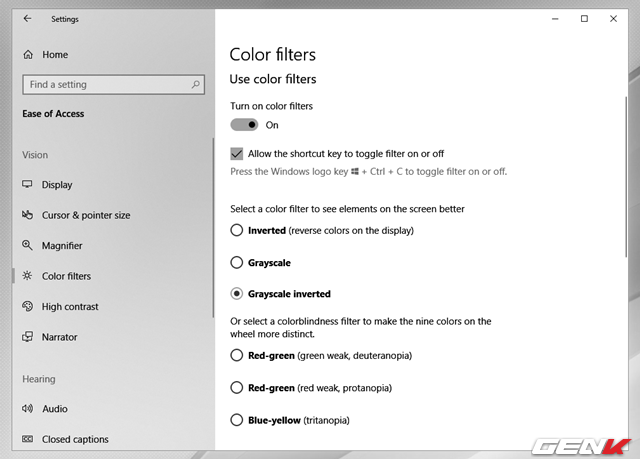 Settings
Home
Find a setting
Ease of Access
Vision
Display
Cursor & pointer size
Magnifier
Color filters
High contrast
Narrator
Hearing
Audio
Closed captions
Color filters
Use color filters
Turn on color filters
On
Allow the shortcut key to toggle filter on or off
Press the Windows logo key + Ctrl + C to toggle filter on or off.
Select a color filter to see elements on the screen better
Inverted (reverse colors on the display)
Grayscale
Grayscale inverted
Or select a colorblindness filter to make the nine colors on the
wheel more distinct.
Red-green (green weak, deuteranopia)
Red-green (red weak, protanopia)
Blue-yellow (tritanopia)
GENK